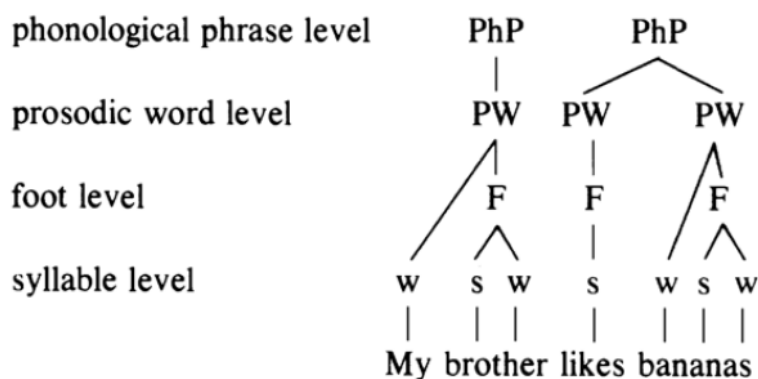 phonological phrase level PhP PhP
prosodic word level PW PW PW
foot level F F F
syllable level w s w s w s w
My brother likes bananas